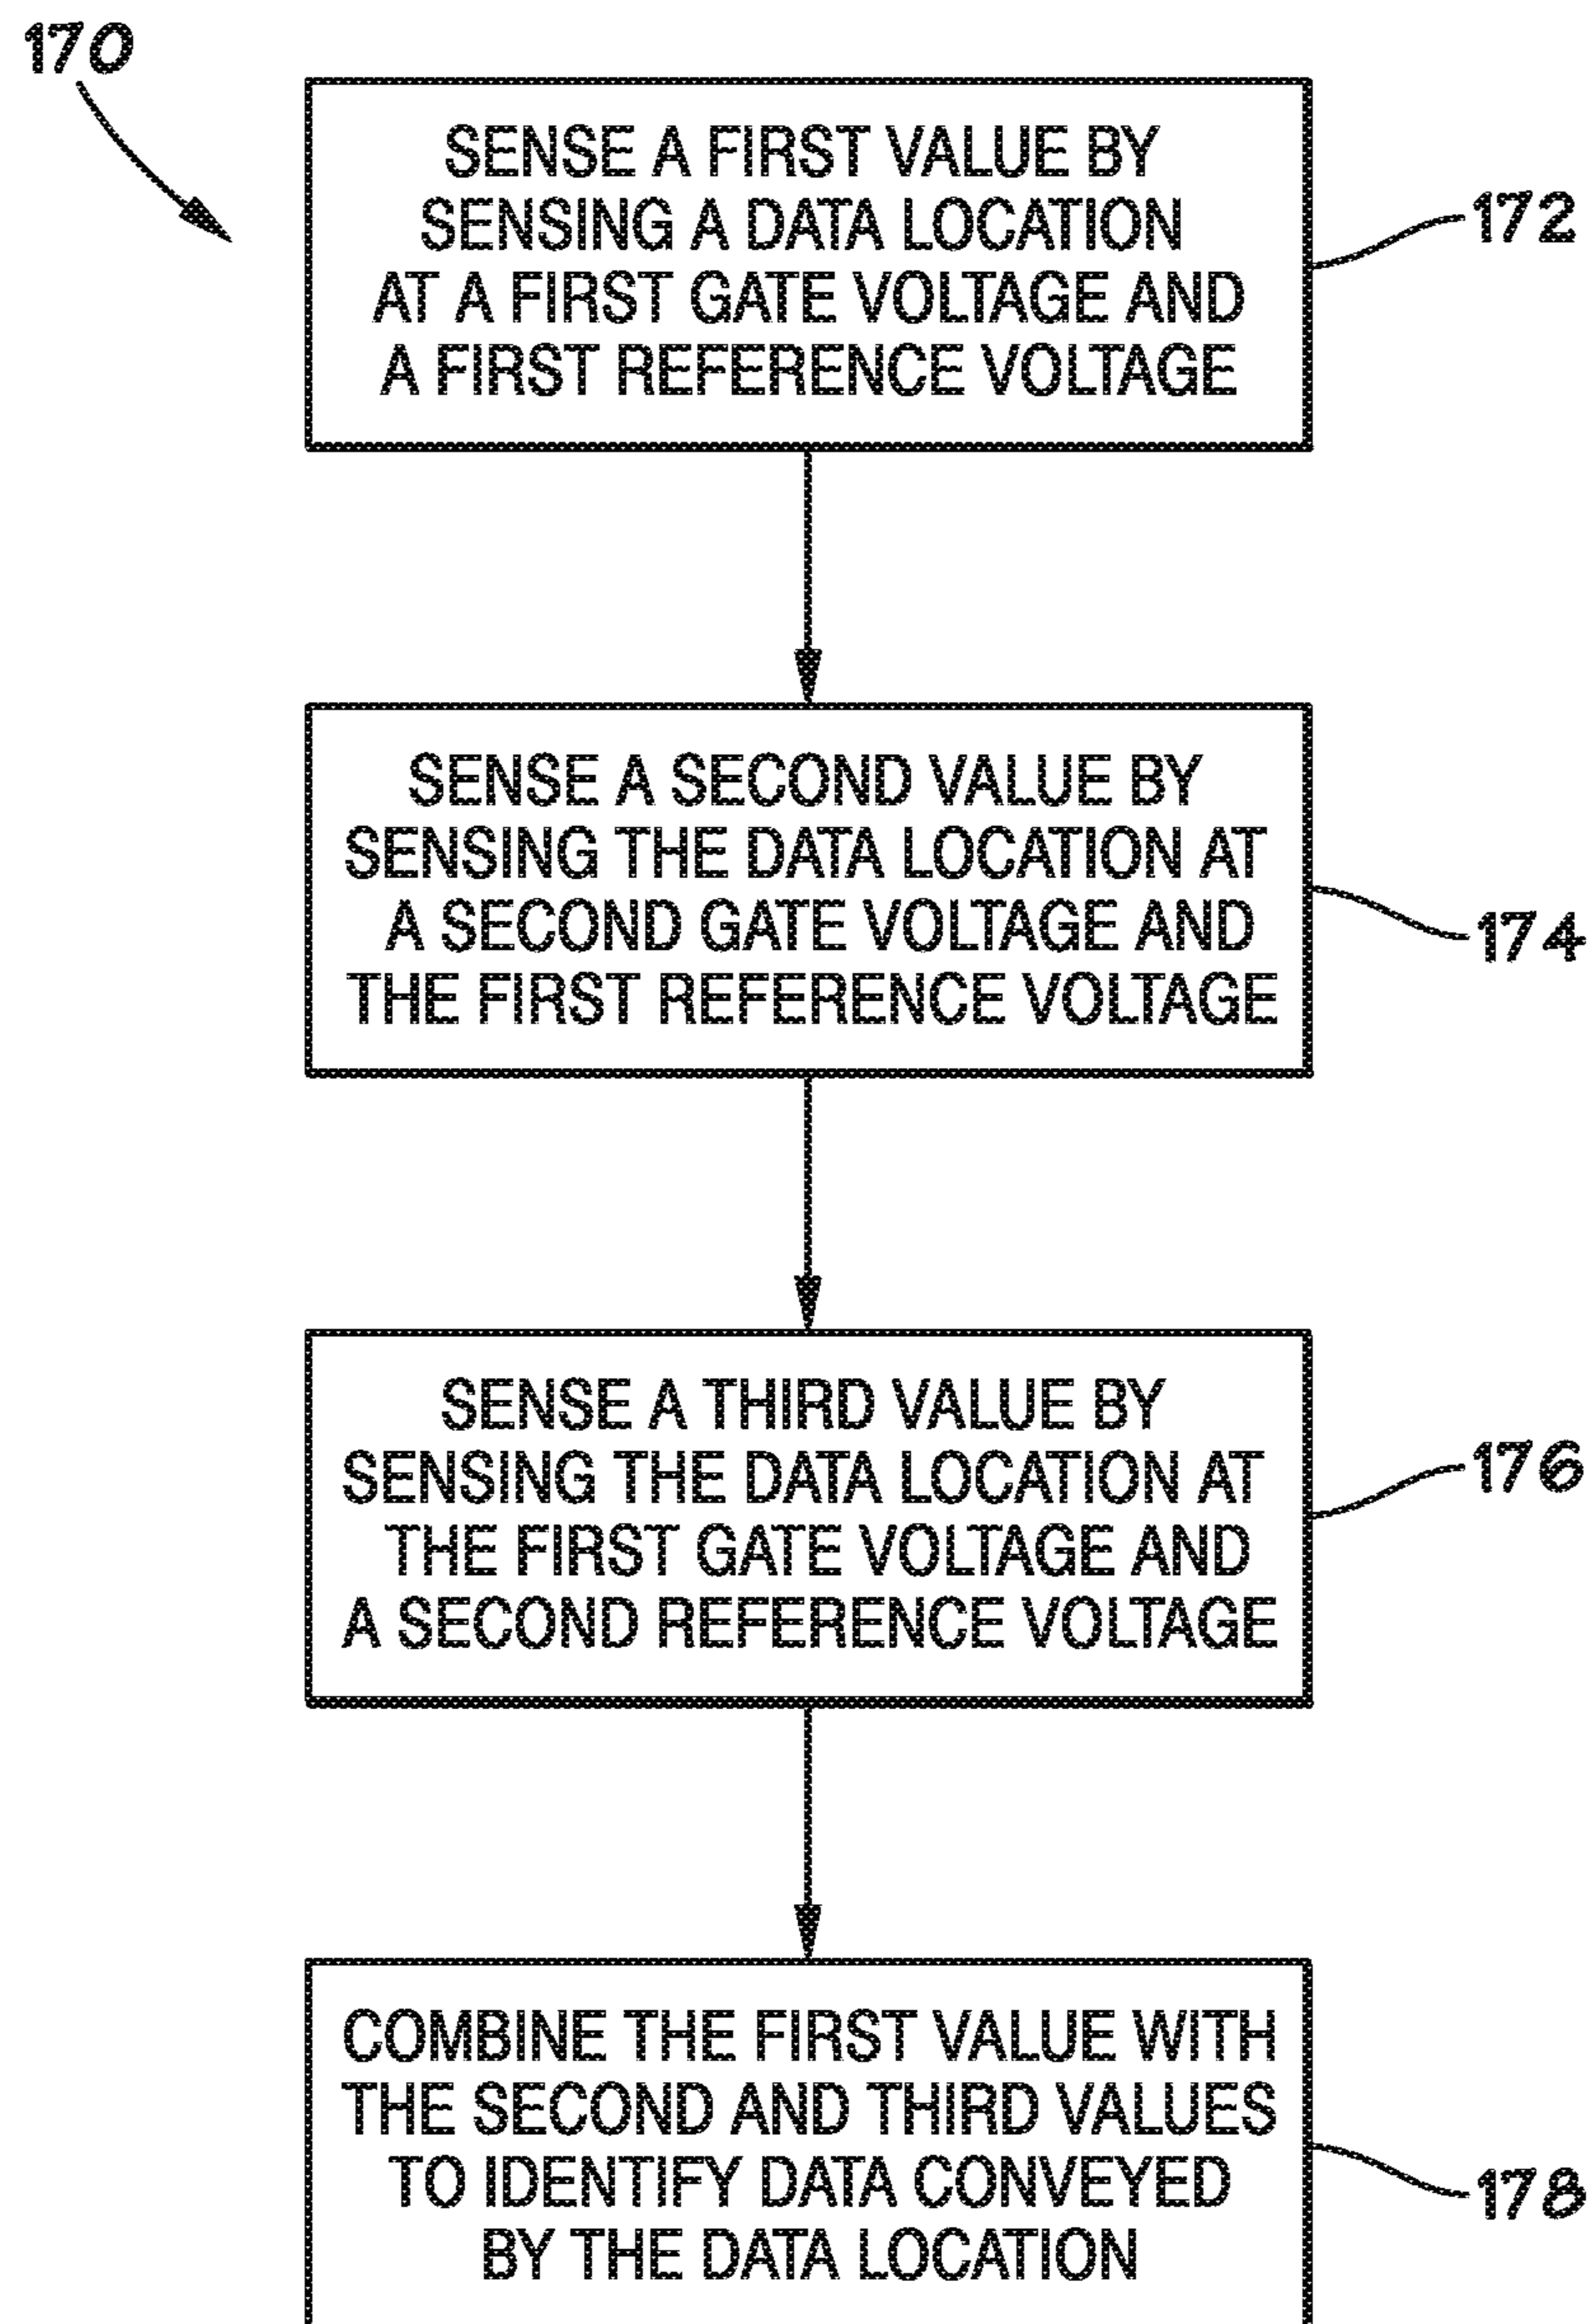 170
SENSE A FIRST VALUE BY
SENSING A DATA LOCATION
AT A FIRST GATE VOLTAGE AND
A FIRST REFERENCE VOLTAGE
172
SENSE A SECOND VALUE BY
SENSING THE DATA LOCATION AT
A SECOND GATE VOLTAGE AND
THE FIRST REFERENCE VOLTAGE
174
SENSE A THIRD VALUE BY
SENSING THE DATA LOCATION AT
THE FIRST GATE VOLTAGE AND
A SECOND REFERENCE VOLTAGE
176
COMBINE THE FIRST VALUE WITH
THE SECOND AND THIRD VALUES
TO IDENTIFY DATA CONVEYED
BY THE DATA LOCATION
178